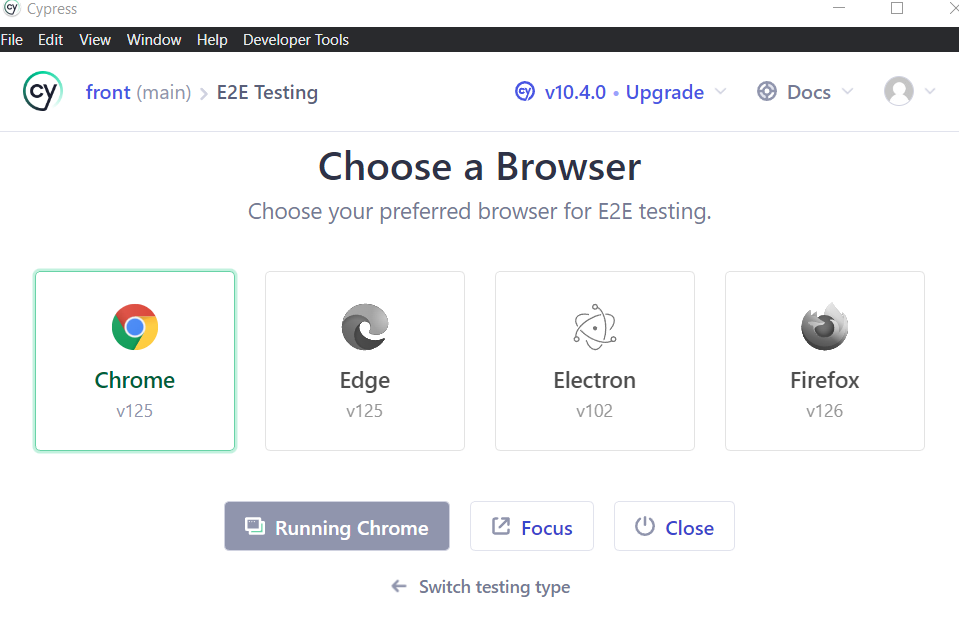 cy Cypress
File Edit View Window Help Developer Tools
cy front (main) > E2E Testing cy v10.4.0 • Upgrade Docs
Choose a Browser
Choose your preferred browser for E2E testing.
Chrome Edge Electron Firefox
v125 v125 v102 v126
Running Chrome Focus Close
← Switch testing type